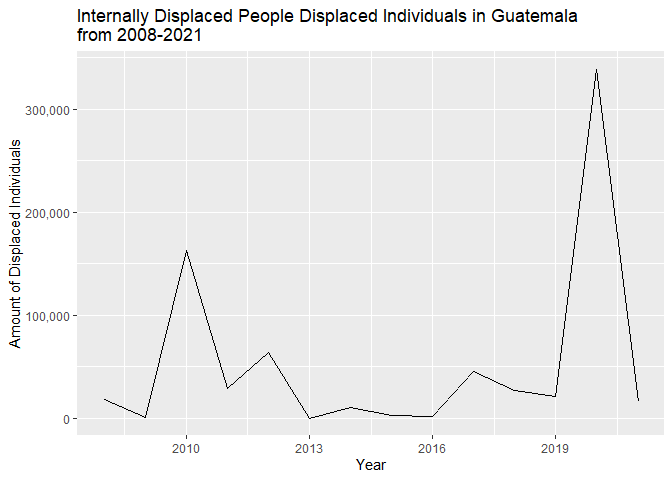 Internally Displaced People Displaced Individuals in Guatemala
from 2008-2021
Amount of Displaced Individuals
300,000
200,000
100,000
0
2010
2013
2016
2019
Year